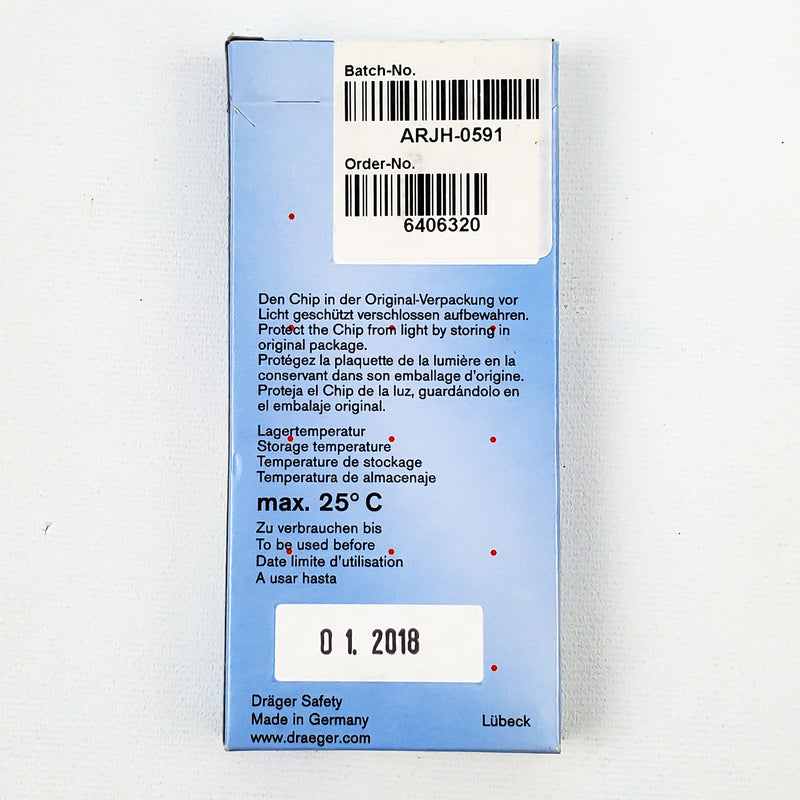 Batch-No.
ARJH-0591
Order-No.
6406320
Den Chip in der Original-Verpackung vor
Licht geschützt verschlossen aufbewahren.
Protect the Chip from light by storing in
original package.
Protégez la plaquette de la lumière en la
conservant dans son emballage d'origine.
Proteja el Chip de la luz, guardándolo en
el embalaje original.
Lagertemperatur
Storage temperature
Temperature de stockage
Temperatura de almacenaje
max. 25° C
Zu verbrauchen bis
To be used before
Date limite d'utilisation
A usar hasta
01. 2018
Dräger Safety
Made in Germany Lübeck
www.draeger.com